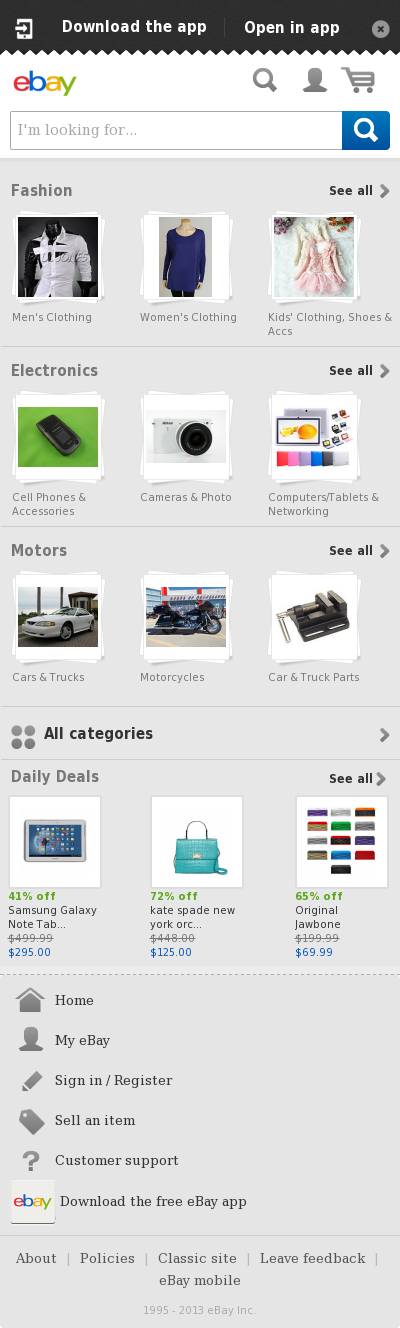 Download the app
Open in app
ebay
I'm looking for...
Fashion
See all
Men's Clothing
Women's Clothing
Kids' Clothing, Shoes &
Accs
Electronics
See all
Nikon
Cell Phones &
Accessories
Cameras & Photo
Computers/Tablets &
Networking
Motors
See all
Cars & Trucks
Motorcycles
Car & Truck Parts
All categories
Daily Deals
See all
41% off
Samsung Galaxy
Note Tab...
$499.99
$295.00
72% off
kate spade new
york orc...
$448.00
$125.00
65% off
Original
Jawbone
$199.99
$69.99
Home
My eBay
Sign in / Register
Sell an item
Customer support
ebay
Download the free eBay app
About | Policies | Classic site | Leave feedback |
eBay mobile
1995 - 2013 eBay Inc.